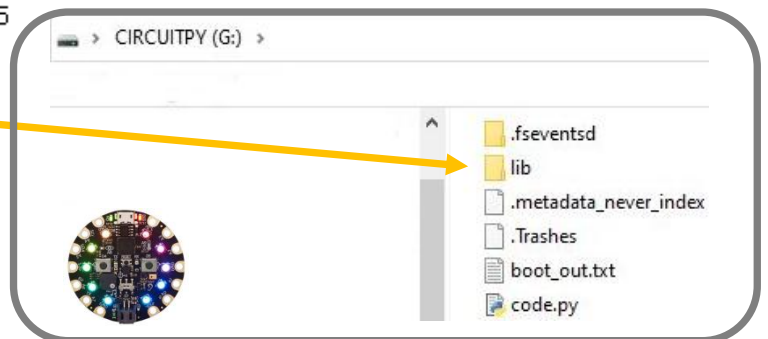 CIRCUITPY (G:)
.fseventsd
lib
.metadata_never_index
.Trashes
boot_out.txt
code.py